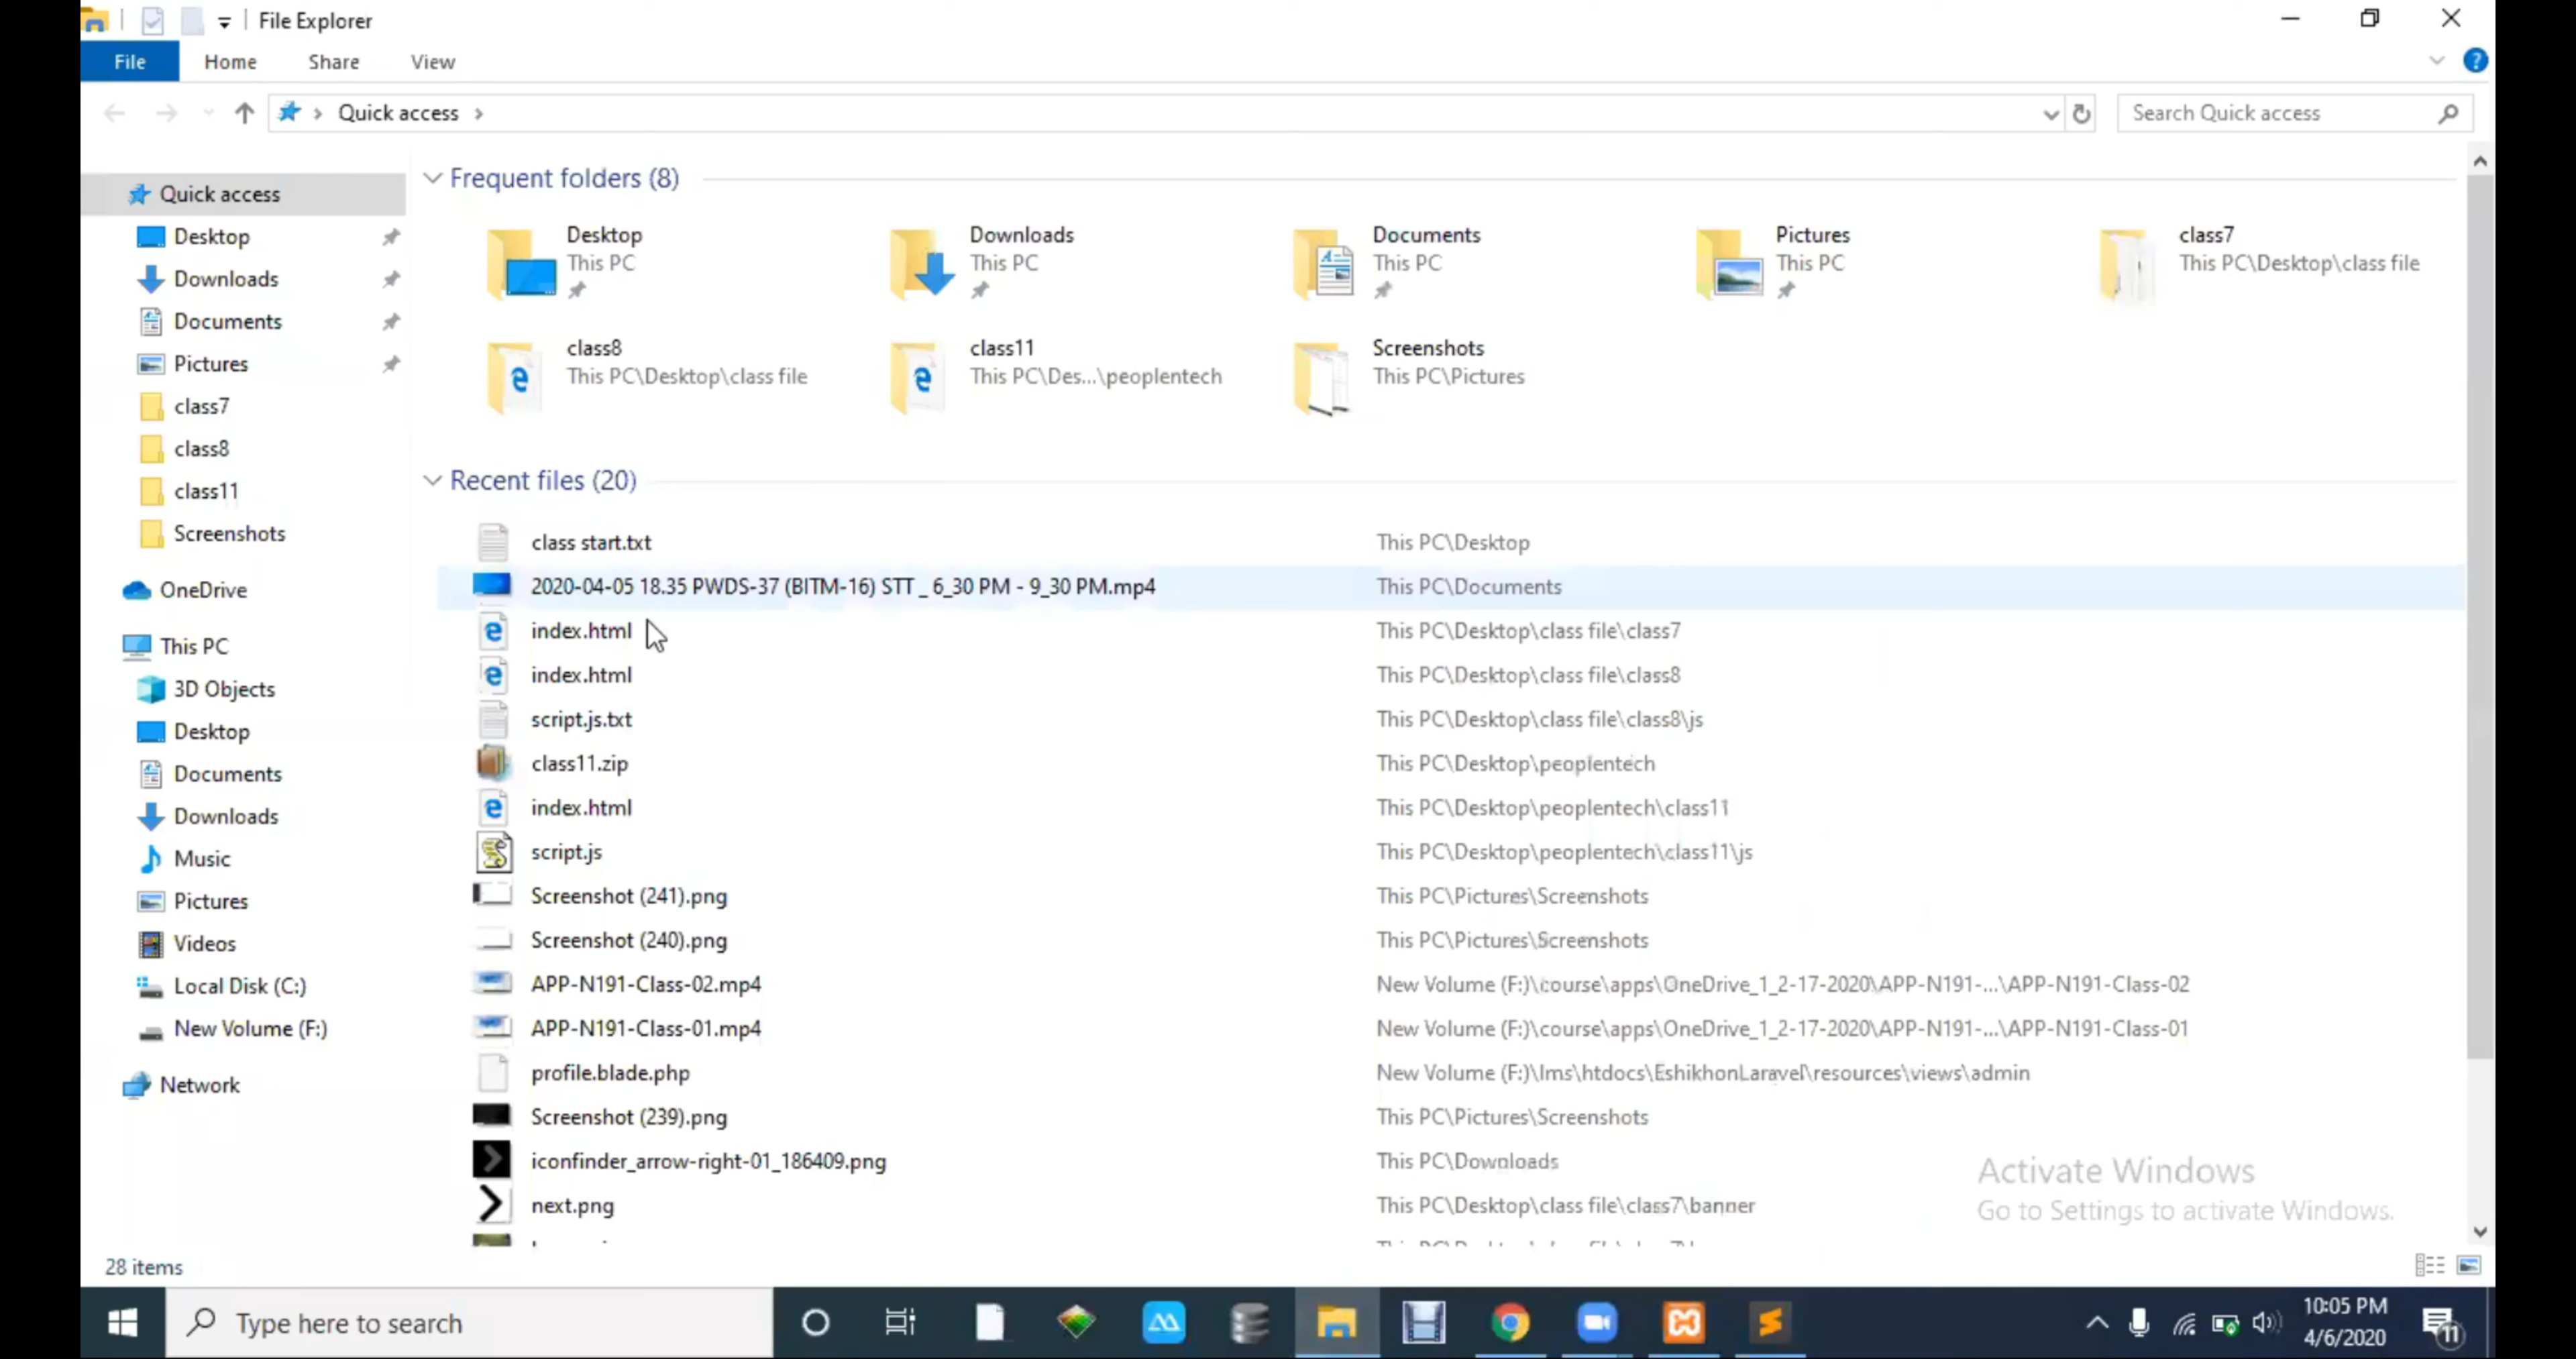 File Explorer
File Home Share View
Quick access
Search Quick access
Quick access
Desktop
Downloads
Documents
Pictures
class7
class8
class11
Screenshots
OneDrive
This PC
3D Objects
Desktop
Documents
Downloads
Music
Pictures
Videos
Local Disk (C:)
New Volume (F:)
Network
Frequent folders (8)
Desktop
This PC
Downloads
This PC
Documents
This PC
Pictures
This PC
class7
This PC\Desktop\class file
class8
This PC\Desktop\class file
class11
This PC\Des...\peoplentech
Screenshots
This PC\Pictures
Recent files (20)
class start.txt This PC\Desktop
2020-04-05 18.35 PWDS-37 (BITM-16) STT _ 6_30 PM - 9_30 PM.mp4 This PC\Documents
index.html This PC\Desktop\class file\class7
index.html This PC\Desktop\class file\class8
script.js.txt This PC\Desktop\class file\class8\js
class11.zip This PC\Desktop\peoplentech
index.html This PC\Desktop\peoplentech\class11
script.js This PC\Desktop\peoplentech\class11\js
Screenshot (241).png This PC\Pictures\Screenshots
Screenshot (240).png This PC\Pictures\Screenshots
APP-N191-Class-02.mp4 New Volume (F:)\course\apps\OneDrive_1_2-17-2020\APP-N191-...\APP-N191-Class-02
APP-N191-Class-01.mp4 New Volume (F:)\course\apps\OneDrive_1_2-17-2020\APP-N191-...\APP-N191-Class-01
profile.blade.php New Volume (F:)\lms\htdocs\EshikhonLaravel\resources\views\admin
Screenshot (239).png This PC\Pictures\Screenshots
iconfinder_arrow-right-01_186409.png This PC\Downloads
next.png This PC\Desktop\class file\class7\banner
Activate Windows
Go to Settings to activate Windows.
28 items
Type here to search
10:05 PM
4/6/2020
11